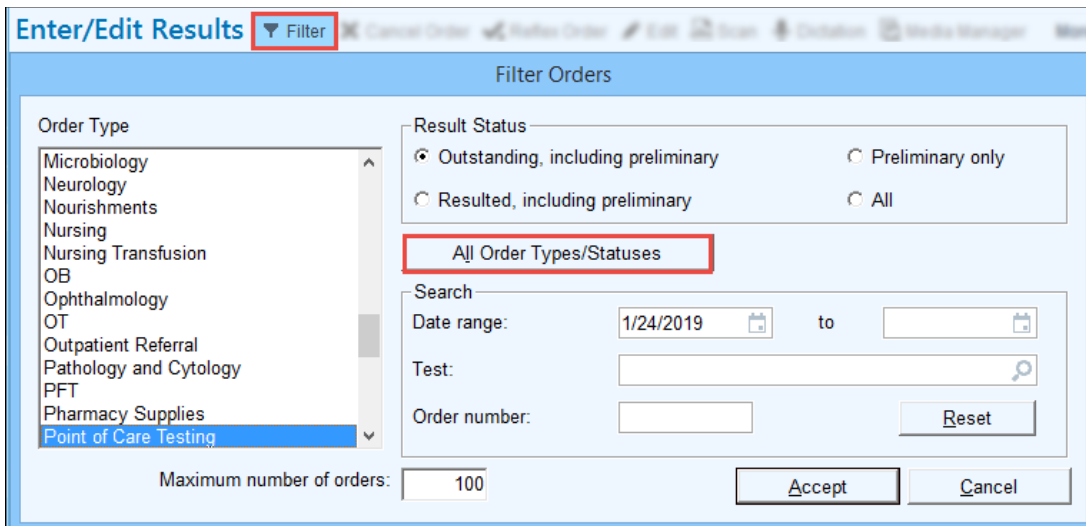 Enter/Edit Results Filter Cancel Order Reflex Order Edit Scan Dictation Media Manager
Filter Orders
Order Type
Microbiology
Neurology
Nourishments
Nursing
Nursing Transfusion
OB
Ophthalmology
OT
Outpatient Referral
Pathology and Cytology
PFT
Pharmacy Supplies
Point of Care Testing
Result Status
Outstanding, including preliminary Preliminary only
Resulted, including preliminary All
All Order Types/Statuses
Search
Date range: 1/24/2019 to
Test:
Order number: Reset
Maximum number of orders: 100 Accept Cancel